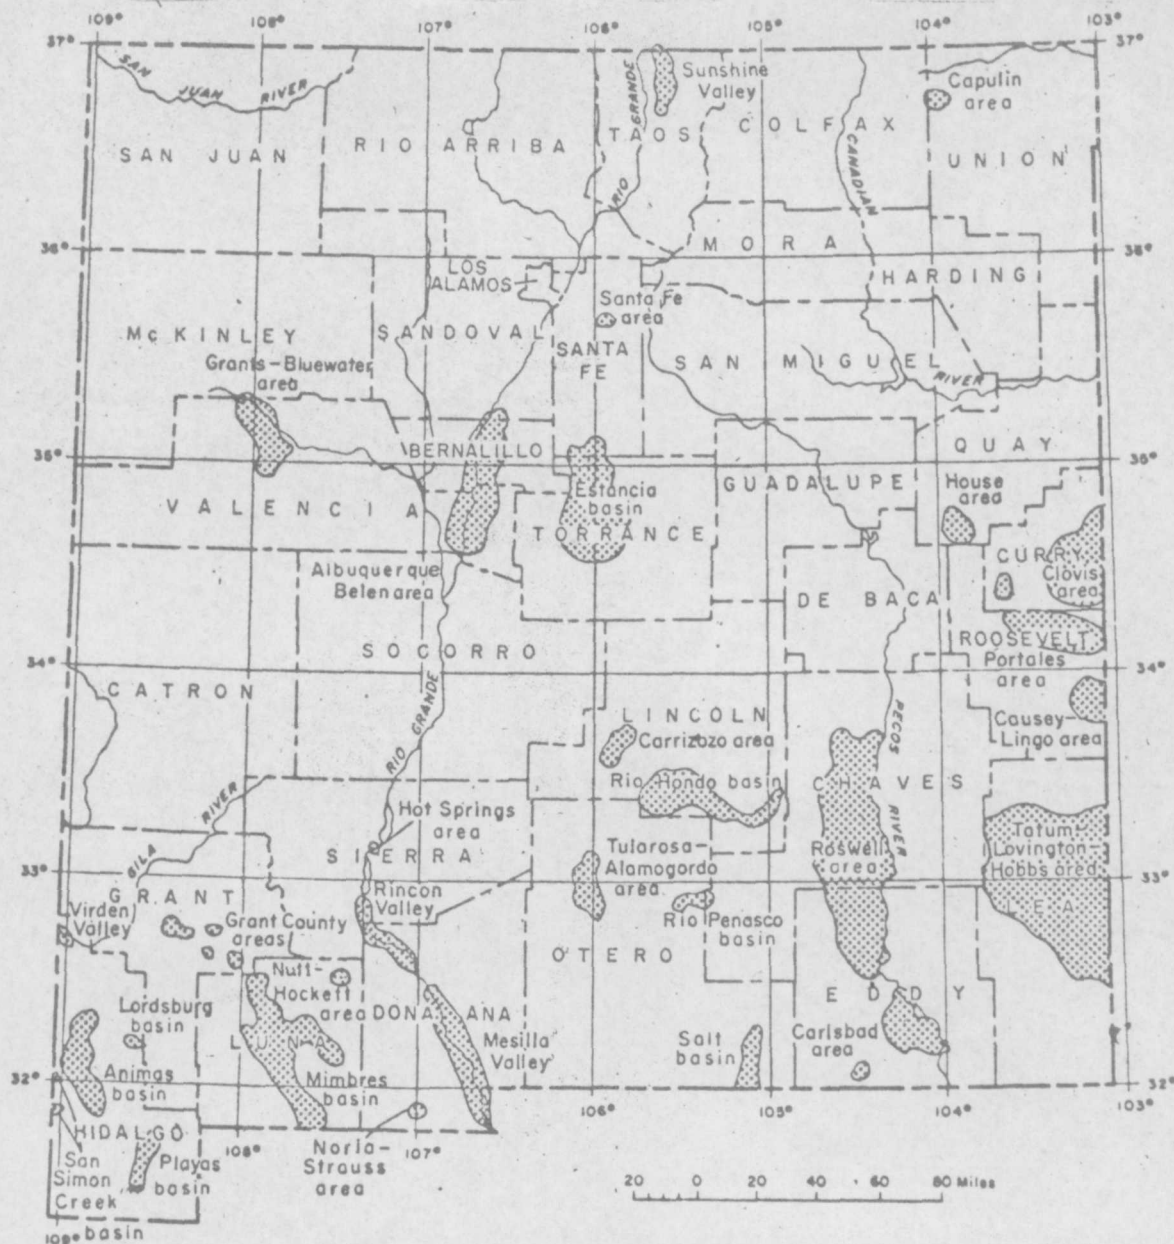 109°
108°
107°
106°
105°
104°
103°
37°
37°
SAN
JUAN
RIVER
GRANDE
Sunshine
Valley
Capulin
area
SAN JUAN
RIO ARRIBA
TAOS
COLFAX
CANADIAN
UNION
RIO
36°
MORA
36°
LOS
ALAMOS
HARDING
Santa Fe
area
McKINLEY
SANDOVAL
SANTA
FE
SAN MIGUEL
RIVER
Grants-Bluewater
area
BERNALILLO
QUAY
35°
35°
VALENCIA
Estancia
basin
TORRANCE
GUADALUPE
House
area
CURRY
Clovis
area
Albuquerque
Belen area
DE BACA
SOCORRO
ROOSEVELT
Portales
area
34°
34°
CATRON
RIO GRANDE
LINCOLN
Carrizozo area
PECOS
Causey-
Lingo area
Rio Hondo basin
CHAVES
RIVER
GILA
RIVER
Hot Springs
area
SIERRA
Tularosa-
Alamogordo
area
Roswell
area
Tatum-
Lovington-
Hobbs area
33°
33°
GRANT
Rincon
Valley
LEA
Virden
Valley
Grant County
areas
Rio Penasco
basin
OTERO
Nutt-
Hockett
area
EDDY
Lordsburg
basin
DONA ANA
LUNA
Mesilla
Valley
Salt
basin
Carlsbad
area
Animas
basin
Mimbres
basin
32°
32°
106°
105°
104°
103°
HIDALGO
108°
107°
Noria-
Strauss
area
San
Simon
Creek
basin
Playas
basin
109°
20 0 20 40 60 80 Miles